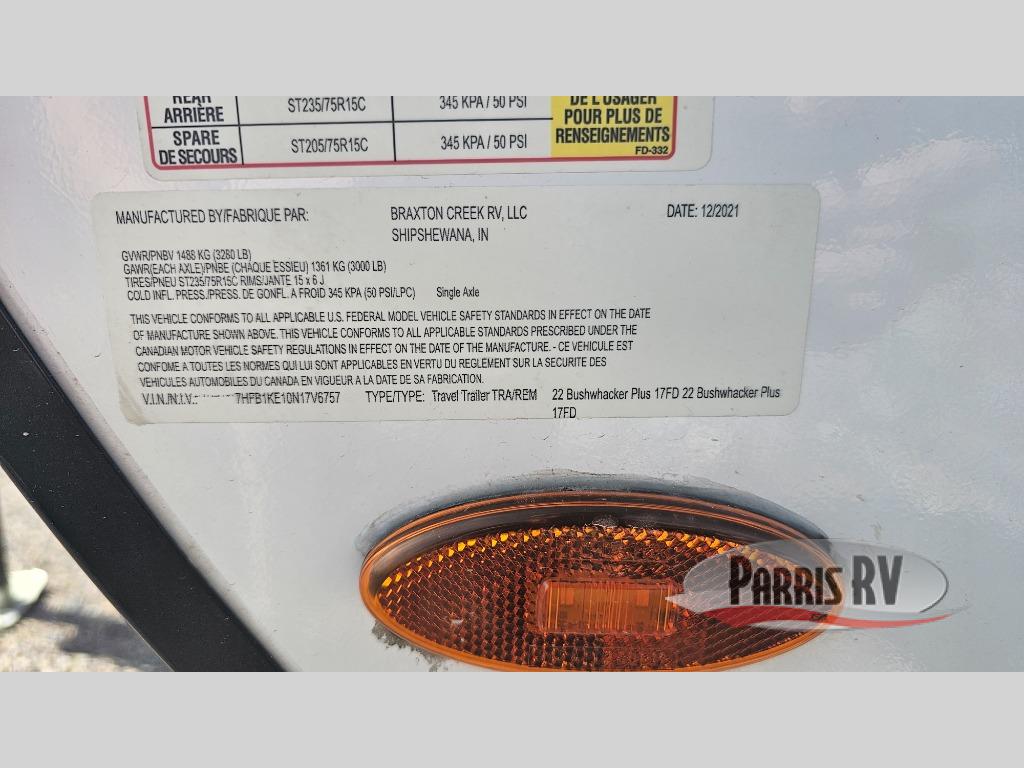 REAR
ARRIÈRE
ST235/75R15C
345 KPA / 50 PSI
DE L'USAGER
POUR PLUS DE
RENSEIGNEMENTS
SPARE
DE SECOURS
ST205/75R15C
345 KPA / 50 PSI
FD-332
MANUFACTURED BY/FABRIQUE PAR: BRAXTON CREEK RV, LLC DATE: 12/2021
SHIPSHEWANA, IN
GVWR/PNBV 1488 KG (3280 LB)
GAWR(EACH AXLE)/PNBE (CHAQUE ESSIEU) 1361 KG (3000 LB)
TIRES/PNEU ST235/75R15C RIMS/JANTE 15 x 6 J
COLD INFL. PRESS./PRESS. DE GONFL. A FROID 345 KPA (50 PSI/LPC) Single Axle
THIS VEHICLE CONFORMS TO ALL APPLICABLE U.S. FEDERAL MODEL VEHICLE SAFETY STANDARDS IN EFFECT ON THE DATE
OF MANUFACTURE SHOWN ABOVE. THIS VEHICLE CONFORMS TO ALL APPLICABLE STANDARDS PRESCRIBED UNDER THE
CANADIAN MOTOR VEHICLE SAFETY REGULATIONS IN EFFECT ON THE DATE OF THE MANUFACTURE. - CE VEHICULE EST
CONFOME A TOUTES LES NORMES QUI LUI SONT APPLICABLES EN VERTU DU REGLEMENT SUR LA SECURITE DES
VEHICULES AUTOMOBILES DU CANADA EN VIGUEUR A LA DATE DE SA FABRICATION.
V.I.N./N.I.V.: 7HFB1KE10N17V6757 TYPE/TYPE: Travel Trailer TRA/REM 22 Bushwhacker Plus 17FD 22 Bushwhacker Plus
17FD
PARRIS RV